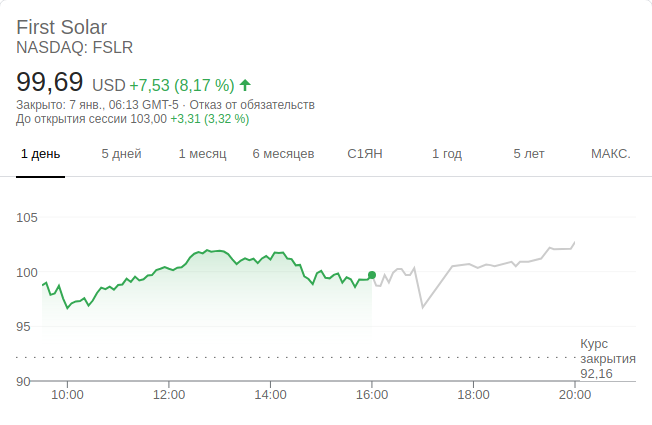 First Solar
NASDAQ: FSLR
99,69 USD +7,53 (8,17 %)
Закрыто: 7 янв., 06:13 GMT-5 · Отказ от обязательств
До открытия сессии 103,00 +3,31 (3,32 %)
1 день 5 дней 1 месяц 6 месяцев С1ЯН 1 год 5 лет МАКС.
105
100
95
90
Курс
закрытия
92,16
10:00 12:00 14:00 16:00 18:00 20:00